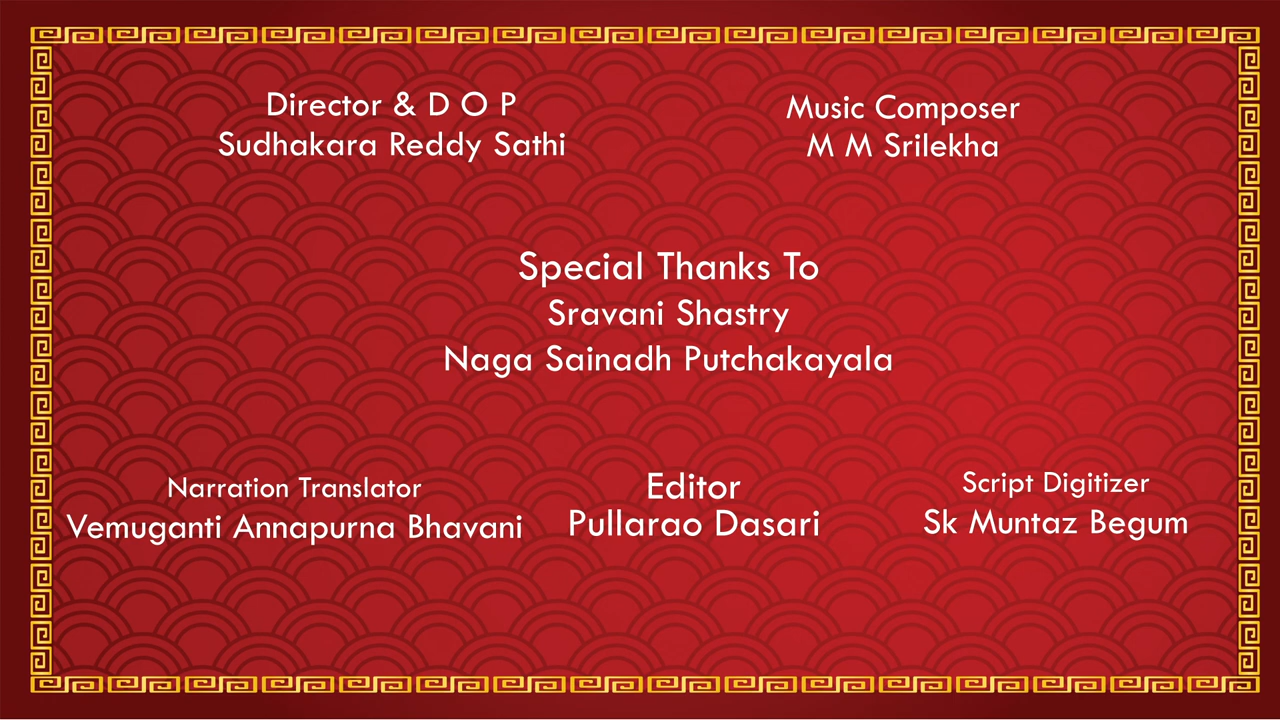 Director & D O P
Sudhakara Reddy Sathi
Music Composer
M M Srilekha
Special Thanks To
Sravani Shastry
Naga Sainadh Putchakayala
Narration Translator
Vemuganti Annapurna Bhavani
Editor
Pullarao Dasari
Script Digitizer
Sk Muntaz Begum